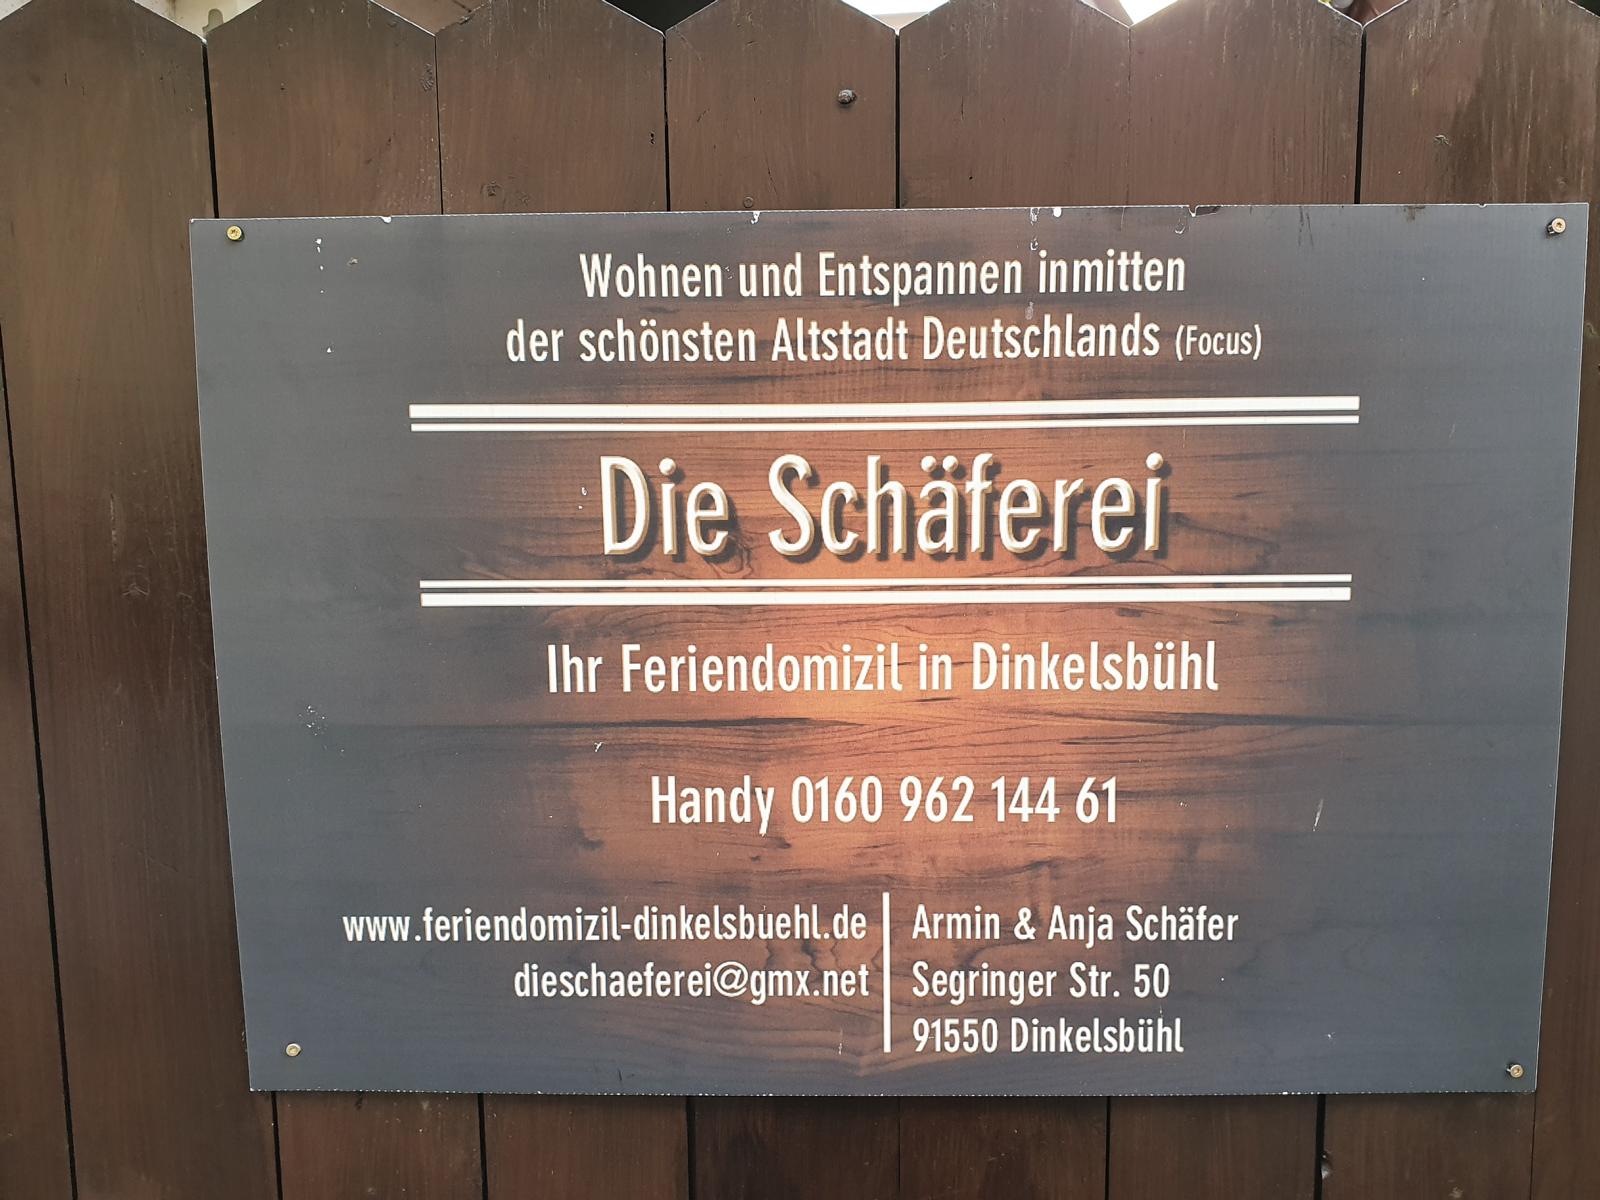 Wohnen und Entspannen inmitten
der schönsten Altstadt Deutschlands (Focus)
Die Schäferei
Ihr Feriendomizil in Dinkelsbühl
Handy 0160 962 144 61
www.feriendomizil-dinkelsbuehl.de
dieschaeferei@gmx.net
Armin & Anja Schäfer
Segringer Str. 50
91550 Dinkelsbühl